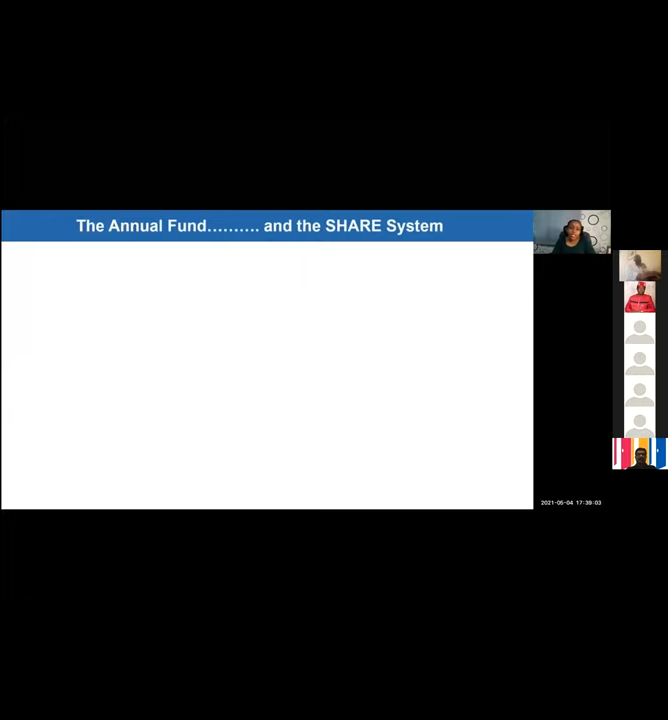 The Annual Fund.......... and the SHARE System
2021-05-04 17:39:03